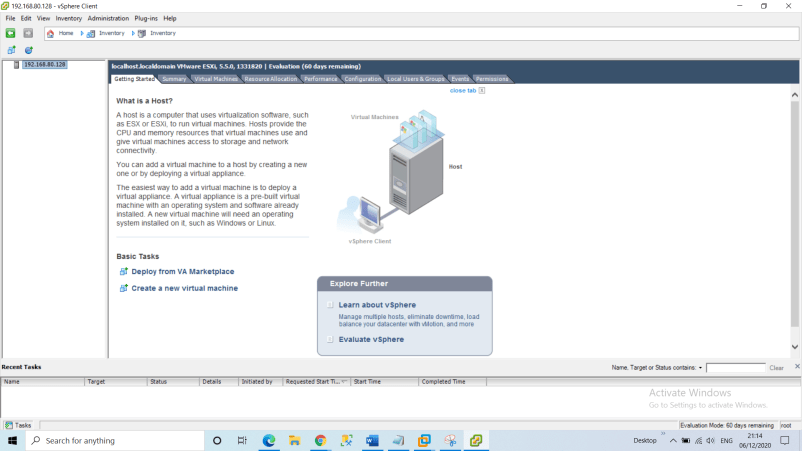 192.168.80.128 - vSphere Client
File Edit View Inventory Administration Plug-ins Help
Home Inventory Inventory
192.168.80.128
localhost.localdomain VMware ESXi, 5.5.0, 1331820 | Evaluation (60 days remaining)
Getting Started Summary Virtual Machines Resource Allocation Performance Configuration Local Users & Groups Events Permissions
close tab
What is a Host?
A host is a computer that uses virtualization software, such
as ESX or ESXi, to run virtual machines. Hosts provide the
CPU and memory resources that virtual machines use and
give virtual machines access to storage and network
connectivity.
You can add a virtual machine to a host by creating a new
one or by deploying a virtual appliance.
The easiest way to add a virtual machine is to deploy a
virtual appliance. A virtual appliance is a pre-built virtual
machine with an operating system and software already
installed. A new virtual machine will need an operating
system installed on it, such as Windows or Linux.
Virtual Machines
Host
vSphere Client
Basic Tasks
Deploy from VA Marketplace
Create a new virtual machine
Explore Further
Learn about vSphere
Manage multiple hosts, eliminate downtime, load
balance your datacenter with vMotion, and more
Evaluate vSphere
Recent Tasks
Name, Target or Status contains: Clear
Name Target Status Details Initiated by Requested Start Ti... Start Time Completed Time
Activate Windows
Go to Settings to activate Windows.
Tasks
Evaluation Mode: 60 days remaining root
Search for anything
Desktop
ENG
21:14
06/12/2020